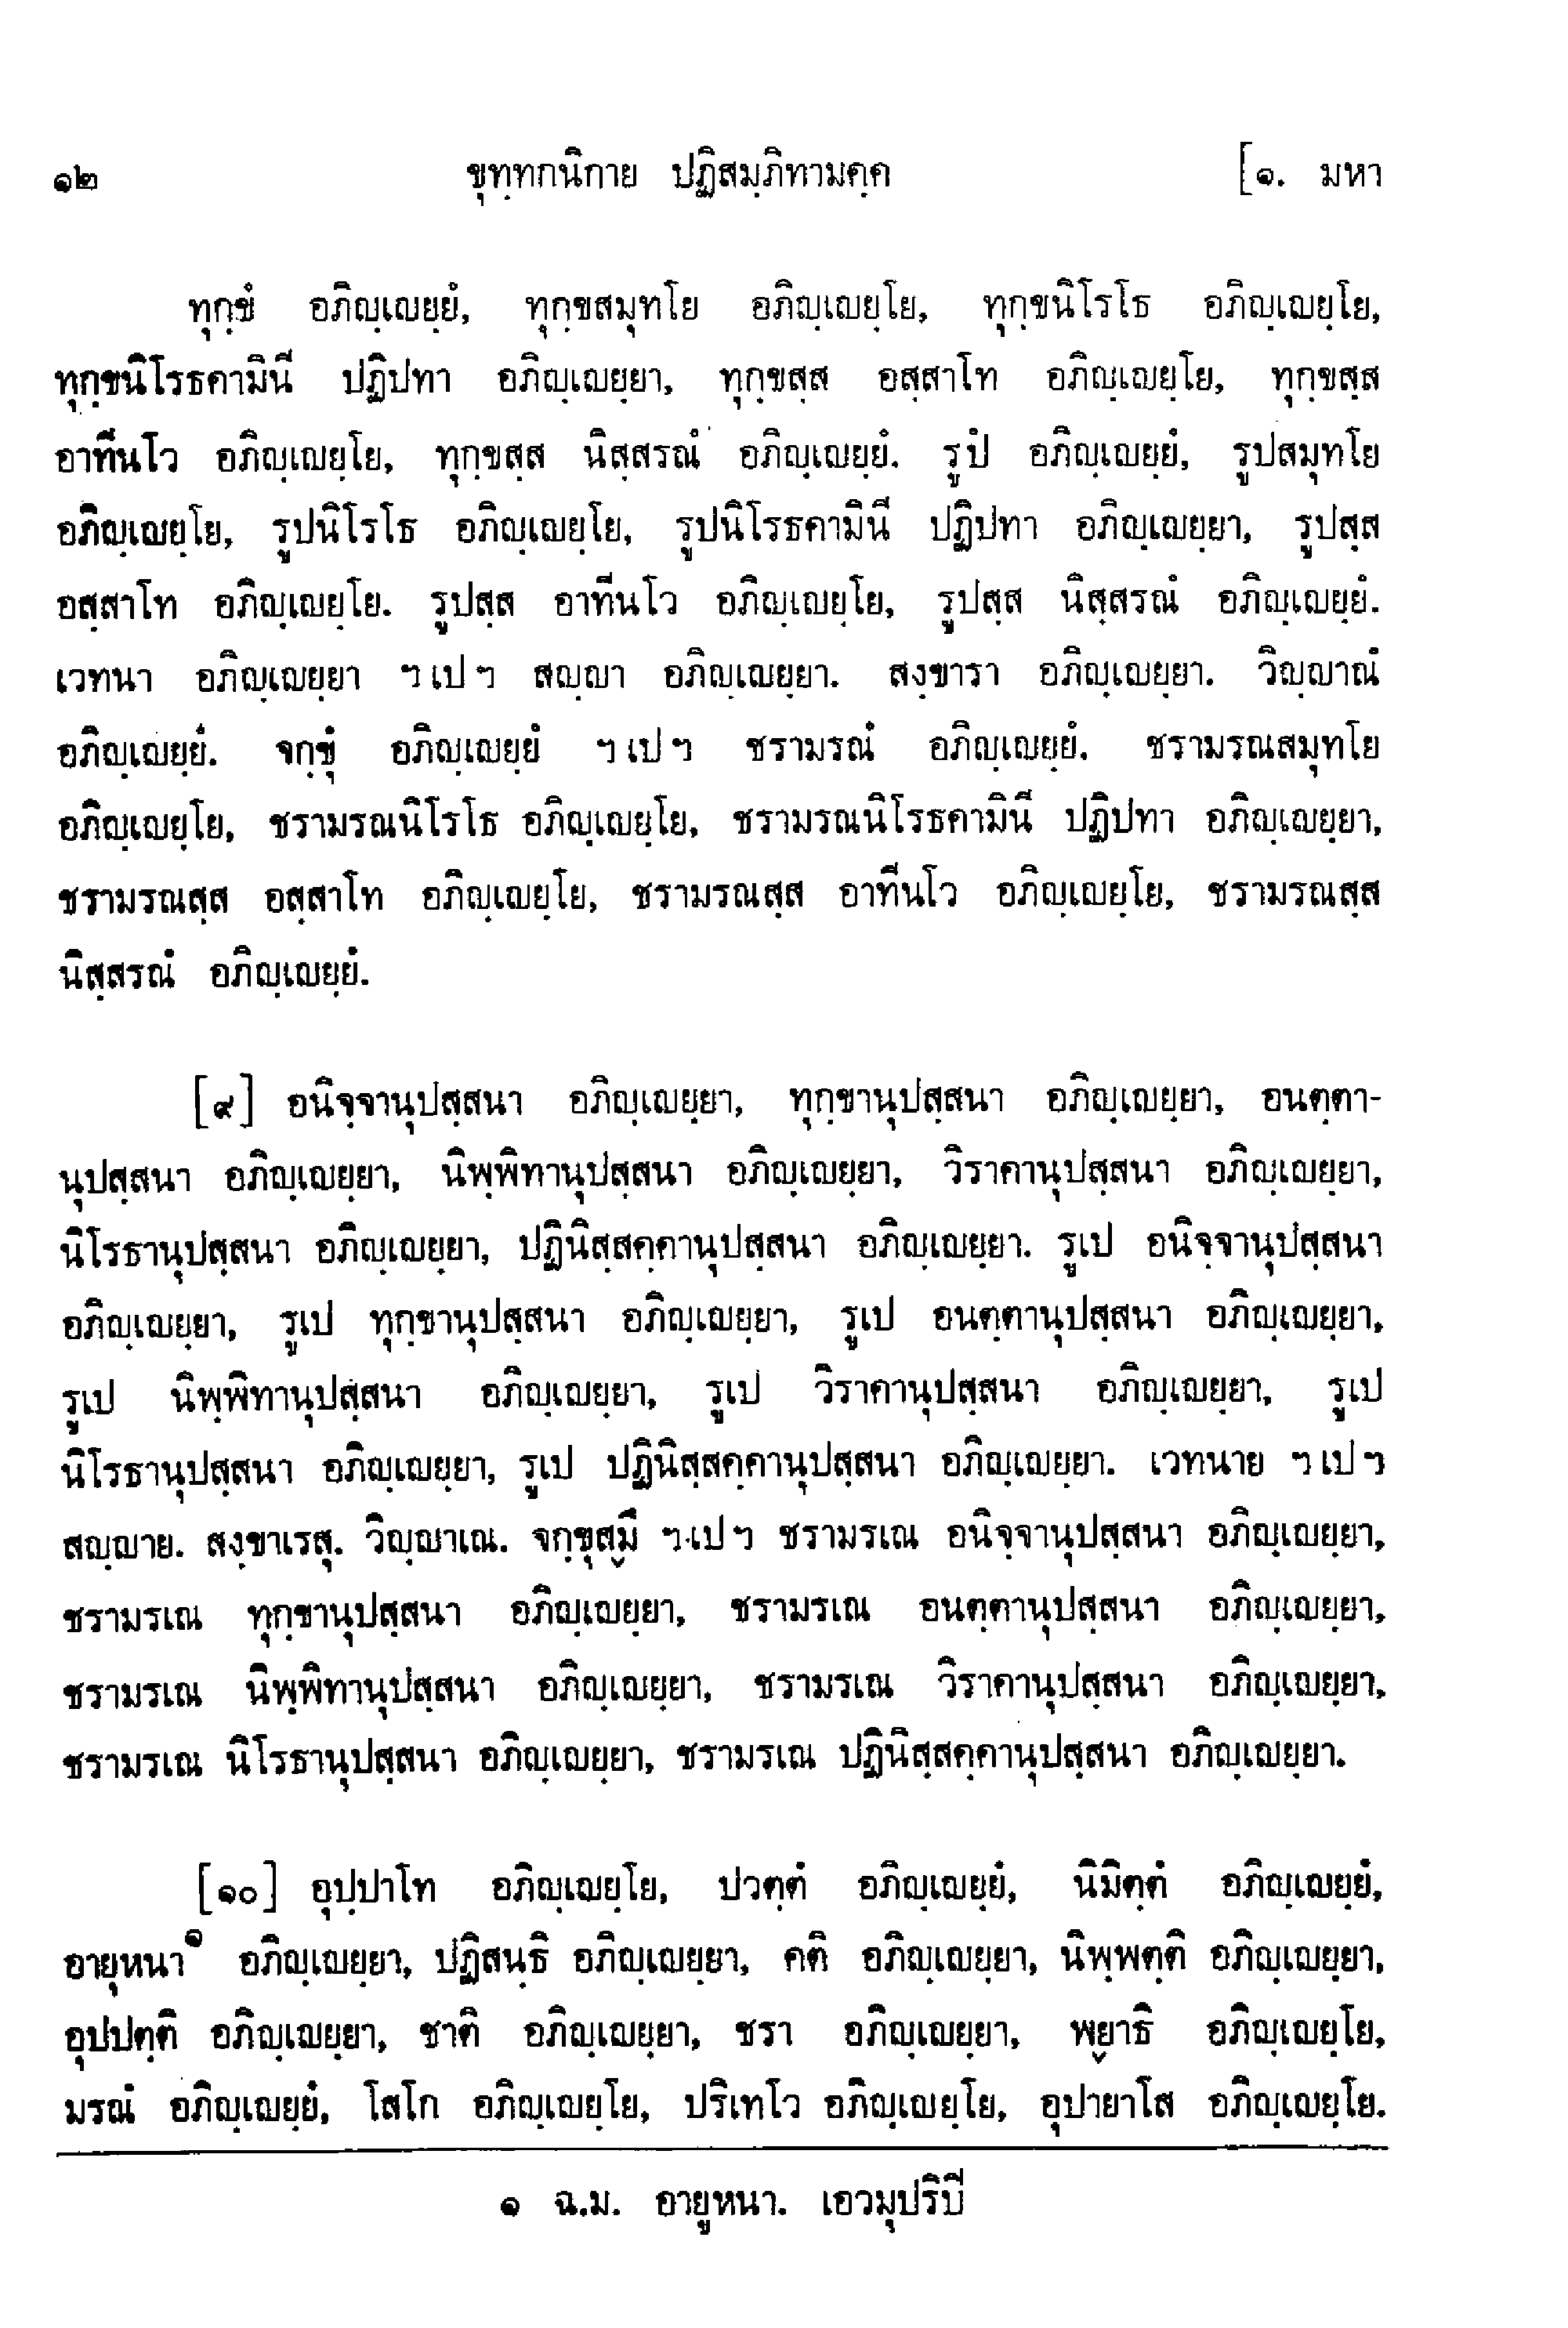 ๑๒ ขุทฺทกนิกาย ปฏิสมฺภิทามคฺค [๑. มหา
ทุกฺขํ อภิญฺเญยฺยํ, ทุกฺขสมุทโย อภิญฺเญยฺโย, ทุกฺขนิโรโธ อภิญฺเญยฺโย,
ทุกฺขนิโรธคามินี ปฏิปทา อภิญฺเญยฺยา, ทุกฺขสฺส อสฺสาโท อภิญฺเญยฺโย, ทุกฺขสฺส
อาทีนโว อภิญฺเญยฺโย, ทุกฺขสฺส นิสฺสรณํ อภิญฺเญยฺยํ. รูปํ อภิญฺเญยฺยํ, รูปสมุทโย
อภิญฺเญยฺโย, รูปนิโรโธ อภิญฺเญยฺโย, รูปนิโรธคามินี ปฏิปทา อภิญฺเญยฺยา, รูปสฺส
อสฺสาโท อภิญฺเญยฺโย. รูปสฺส อาทีนโว อภิญฺเญยฺโย, รูปสฺส นิสฺสรณํ อภิญฺเญยฺยํ.
เวทนา อภิญฺเญยฺยา ฯ เป ฯ สญฺญา อภิญฺเญยฺยา. สงฺขารา อภิญฺเญยฺยา. วิญฺญาณํ
อภิญฺเญยฺยํ. จกฺขุํ อภิญฺเญยฺยํ ฯ เป ฯ ชรามรณํ อภิญฺเญยฺยํ. ชรามรณสมุทโย
อภิญฺเญยฺโย, ชรามรณนิโรโธ อภิญฺเญยฺโย, ชรามรณนิโรธคามินี ปฏิปทา อภิญฺเญยฺยา,
ชรามรณสฺส อสฺสาโท อภิญฺเญยฺโย, ชรามรณสฺส อาทีนโว อภิญฺเญยฺโย, ชรามรณสฺส
นิสฺสรณํ อภิญฺเญยฺยํ.
[๙] อนิจฺจานุปสฺสนา อภิญฺเญยฺยา, ทุกฺขานุปสฺสนา อภิญฺเญยฺยา, อนตฺตา-
นุปสฺสนา อภิญฺเญยฺยา, นิพฺพิทานุปสฺสนา อภิญฺเญยฺยา, วิราคานุปสฺสนา อภิญฺเญยฺยา,
นิโรธานุปสฺสนา อภิญฺเญยฺยา, ปฏินิสฺสคฺคานุปสฺสนา อภิญฺเญยฺยา. รูเป อนิจฺจานุปสฺสนา
อภิญฺเญยฺยา, รูเป ทุกฺขานุปสฺสนา อภิญฺเญยฺยา, รูเป อนตฺตานุปสฺสนา อภิญฺเญยฺยา,
รูเป นิพฺพิทานุปสฺสนา อภิญฺเญยฺยา, รูเป วิราคานุปสฺสนา อภิญฺเญยฺยา, รูเป
นิโรธานุปสฺสนา อภิญฺเญยฺยา, รูเป ปฏินิสฺสคฺคานุปสฺสนา อภิญฺเญยฺยา. เวทนาย ฯ เป ฯ
สญฺญาย. สงฺขาเรสุ. วิญฺญาเณ. จกฺขุสฺมึ ฯ เป ฯ ชรามรเณ อนิจฺจานุปสฺสนา อภิญฺเญยฺยา,
ชรามรเณ ทุกฺขานุปสฺสนา อภิญฺเญยฺยา, ชรามรเณ อนตฺตานุปสฺสนา อภิญฺเญยฺยา,
ชรามรเณ นิพฺพิทานุปสฺสนา อภิญฺเญยฺยา, ชรามรเณ วิราคานุปสฺสนา อภิญฺเญยฺยา,
ชรามรเณ นิโรธานุปสฺสนา อภิญฺเญยฺยา, ชรามรเณ ปฏินิสฺสคฺคานุปสฺสนา อภิญฺเญยฺยา.
[๑๐] อุปฺปาโท อภิญฺเญยฺโย, ปวตฺตํ อภิญฺเญยฺยํ, นิมิตฺตํ อภิญฺเญยฺยํ,
อายุหนา๑ อภิญฺเญยฺยา, ปฏิสนฺธิ อภิญฺเญยฺยา, คติ อภิญฺเญยฺยา, นิพฺพตฺติ อภิญฺเญยฺยา,
อุปปตฺติ อภิญฺเญยฺยา, ชาติ อภิญฺเญยฺยา, ชรา อภิญฺเญยฺยา, พฺยาธิ อภิญฺเญยฺโย,
มรณํ อภิญฺเญยฺยํ, โสโก อภิญฺเญยฺโย, ปริเทโว อภิญฺเญยฺโย, อุปายาโส อภิญฺเญยฺโย.
๑ ฉ.ม. อายูหนา. เอวมุปริปิ